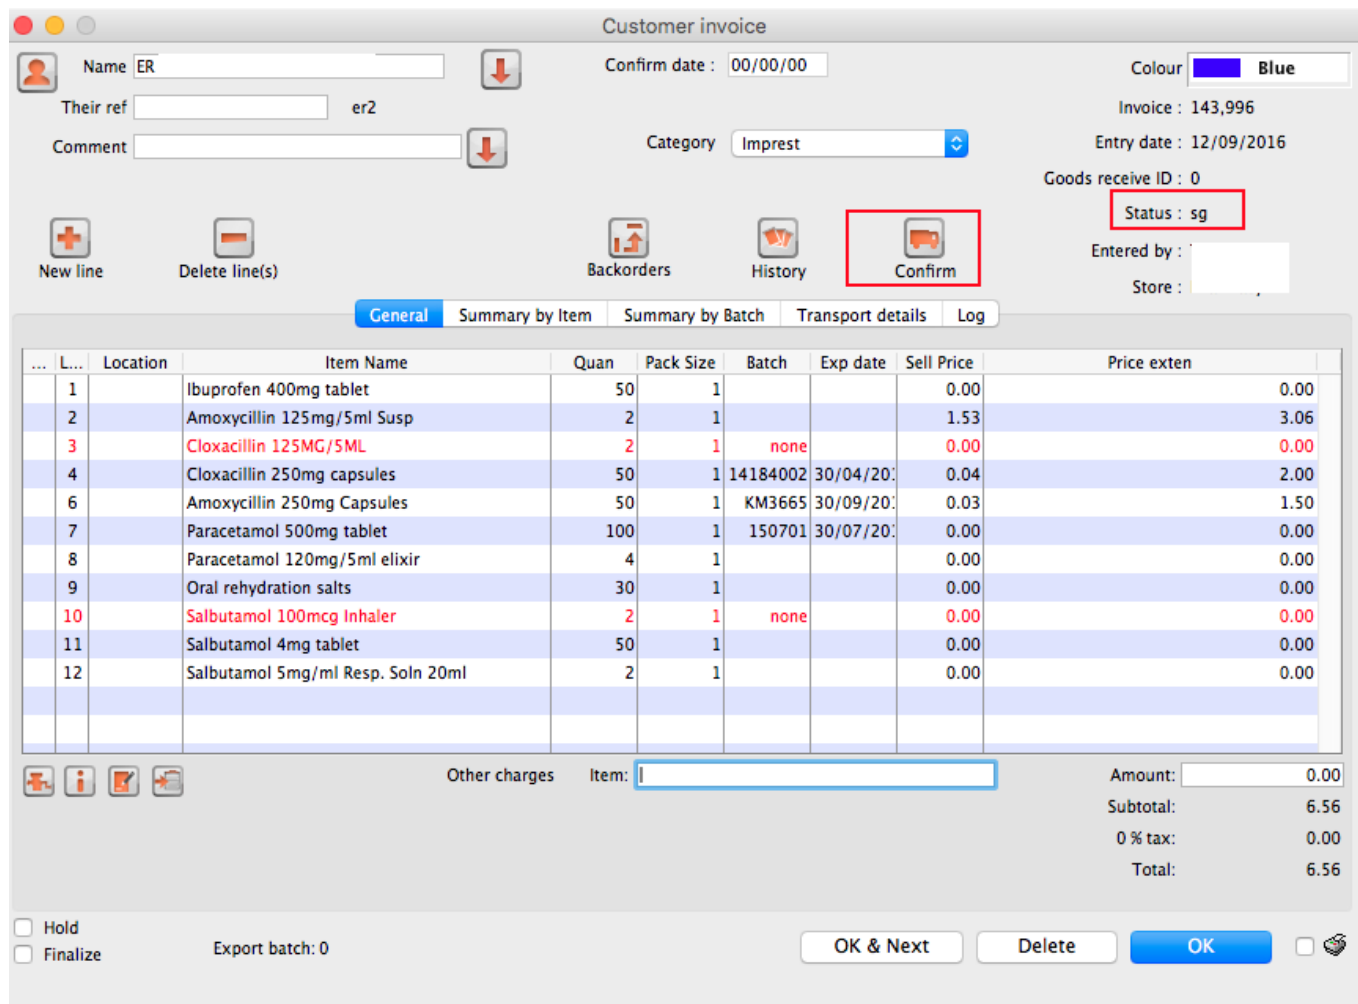 Customer invoice
Name ER Confirm date : 00/00/00 Colour Blue
Their ref er2 Invoice : 143,996
Comment Category Imprest Entry date : 12/09/2016
Goods receive ID : 0
Status : sg
New line Delete line(s) Backorders History Confirm Entered by :
Store :
General Summary by Item Summary by Batch Transport details Log
... L... Location Item Name Quan Pack Size Batch Exp date Sell Price Price exten
1 Ibuprofen 400mg tablet 50 1 0.00 0.00
2 Amoxycillin 125mg/5ml Susp 2 1 1.53 3.06
3 Cloxacillin 125MG/5ML 2 1 none 0.00 0.00
4 Cloxacillin 250mg capsules 50 1 14184002 30/04/20 0.04 2.00
6 Amoxycillin 250mg Capsules 50 1 KM3665 30/09/20 0.03 1.50
7 Paracetamol 500mg tablet 100 1 150701 30/07/20 0.00 0.00
8 Paracetamol 120mg/5ml elixir 4 1 0.00 0.00
9 Oral rehydration salts 30 1 0.00 0.00
10 Salbutamol 100mcg Inhaler 2 1 none 0.00 0.00
11 Salbutamol 4mg tablet 50 1 0.00 0.00
12 Salbutamol 5mg/ml Resp. Soln 20ml 2 1 0.00 0.00
Other charges Item: Amount: 0.00
Subtotal: 6.56
0 % tax: 0.00
Total: 6.56
Hold
Finalize Export batch: 0 OK & Next Delete OK